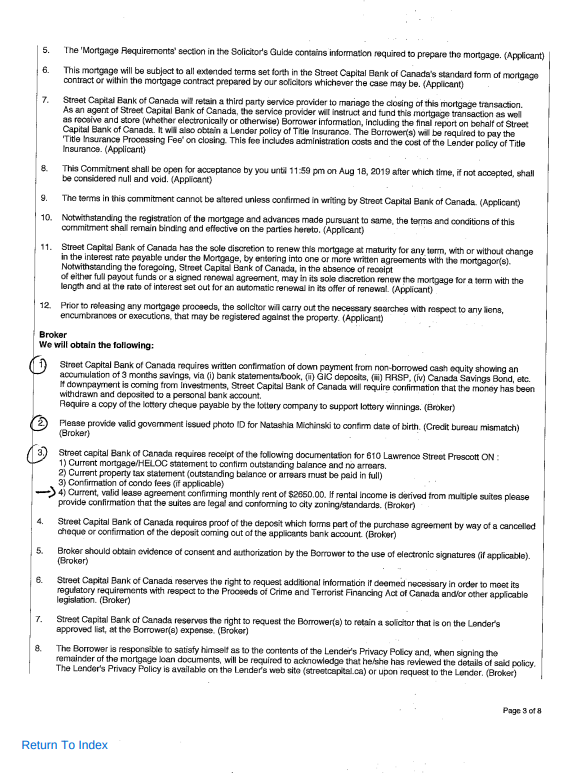 5. The 'Mortgage Requirements' section in the Solicitor's Guide contains information required to prepare the mortgage. (Applicant)
6. This mortgage will be subject to all extended terms set forth in the Street Capital Bank of Canada's standard form of mortgage
contract or within the mortgage contract prepared by our solicitors whichever the case may be. (Applicant)
7. Street Capital Bank of Canada will retain a third party service provider to manage the closing of this mortgage transaction.
As an agent of Street Capital Bank of Canada, the service provider will instruct and fund this mortgage transaction as well
as receive and store (whether electronically or otherwise) Borrower information, including the final report on behalf of Street
Capital Bank of Canada. It will also obtain a Lender policy of Title Insurance. The Borrower(s) will be required to pay the
'Title Insurance Processing Fee' on closing. This fee includes administration costs and the cost of the Lender policy of Title
Insurance. (Applicant)
8. This Commitment shall be open for acceptance by you until 11:59 pm on Aug 18, 2019 after which time, if not accepted, shall
be considered null and void. (Applicant)
9. The terms in this commitment cannot be altered unless confirmed in writing by Street Capital Bank of Canada. (Applicant)
10. Notwithstanding the registration of the mortgage and advances made pursuant to same, the terms and conditions of this
commitment shall remain binding and effective on the parties hereto. (Applicant)
11. Street Capital Bank of Canada has the sole discretion to renew this mortgage at maturity for any term, with or without change
in the interest rate payable under the Mortgage, by entering into one or more written agreements with the mortgagor(s).
Notwithstanding the foregoing, Street Capital Bank of Canada, in the absence of receipt
of either full payout funds or a signed renewal agreement, may in its sole discretion renew the mortgage for a term with the
length and at the rate of interest set out for an automatic renewal in its offer of renewal. (Applicant)
12. Prior to releasing any mortgage proceeds, the solicitor will carry out the necessary searches with respect to any liens,
encumbrances or executions, that may be registered against the property. (Applicant)
Broker
We will obtain the following:
1) Street Capital Bank of Canada requires written confirmation of down payment from non-borrowed cash equity showing an
accumulation of 3 months savings, via (i) bank statements/book, (ii) GIC deposits, (iii) RRSP, (iv) Canada Savings Bond, etc.
If downpayment is coming from Investments, Street Capital Bank of Canada will require confirmation that the money has been
withdrawn and deposited to a personal bank account.
Require a copy of the lottery cheque payable by the lottery company to support lottery winnings. (Broker)
2. Please provide valid government issued photo ID for Natashia Michinski to confirm date of birth. (Credit bureau mismatch)
(Broker)
3. Street capital Bank of Canada requires receipt of the following documentation for 610 Lawrence Street Prescott ON :
1) Current mortgage/HELOC statement to confirm outstanding balance and no arrears.
2) Current property tax statement (outstanding balance or arrears must be paid in full)
3) Confirmation of condo fees (if applicable)
4) Current, valid lease agreement confirming monthly rent of $2650.00. If rental income is derived from multiple suites please
provide confirmation that the suites are legal and conforming to city zoning/standards. (Broker)
4. Street Capital Bank of Canada requires proof of the deposit which forms part of the purchase agreement by way of a cancelled
cheque or confirmation of the deposit coming out of the applicants bank account. (Broker)
5. Broker should obtain evidence of consent and authorization by the Borrower to the use of electronic signatures (if applicable).
(Broker)
6. Street Capital Bank of Canada reserves the right to request additional information if deemed necessary in order to meet its
regulatory requirements with respect to the Proceeds of Crime and Terrorist Financing Act of Canada and/or other applicable
legislation. (Broker)
7. Street Capital Bank of Canada reserves the right to request the Borrower(s) to retain a solicitor that is on the Lender's
approved list, at the Borrower(s) expense. (Broker)
8. The Borrower is responsible to satisfy himself as to the contents of the Lender's Privacy Policy and, when signing the
remainder of the mortgage loan documents, will be required to acknowledge that he/she has reviewed the details of said policy.
The Lender's Privacy Policy is available on the Lender's web site (streetcapital.ca) or upon request to the Lender. (Broker)
Page 3 of 8
Return To Index